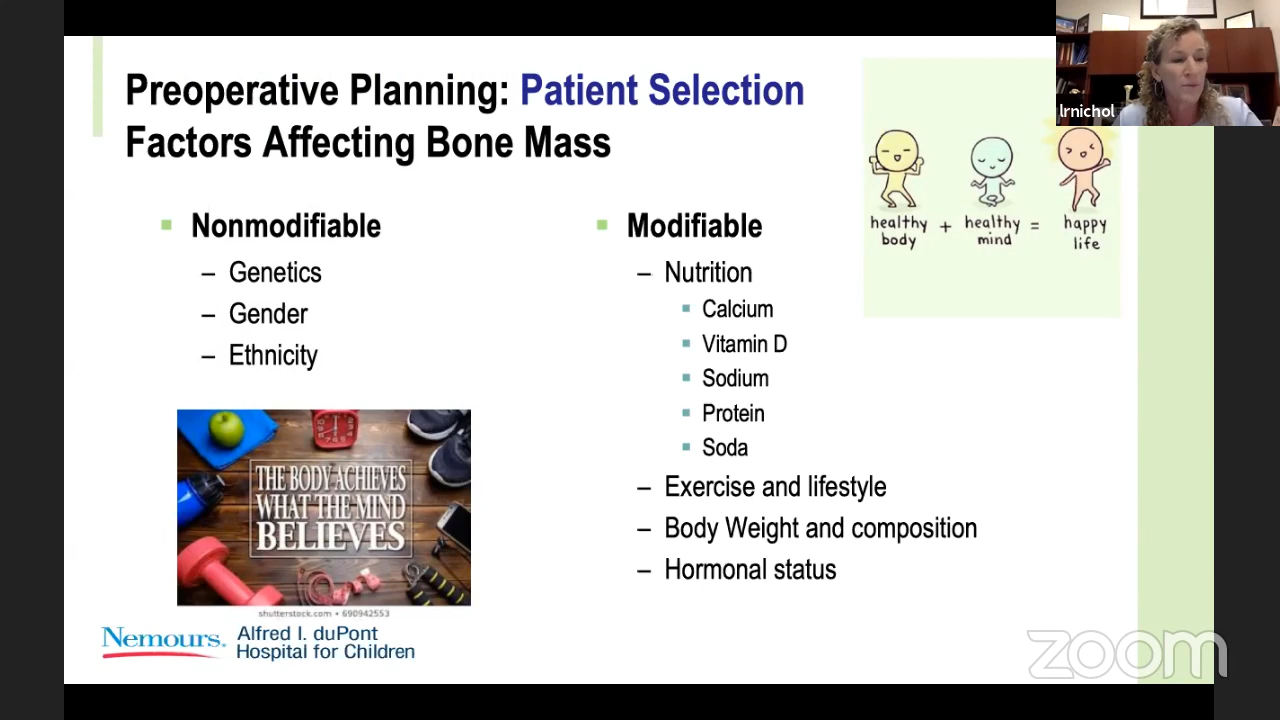 Preoperative Planning: Patient Selection
Factors Affecting Bone Mass
lrnichol
healthy body + healthy mind = happy life
Nonmodifiable
– Genetics
– Gender
– Ethnicity
Modifiable
– Nutrition
Calcium
Vitamin D
Sodium
Protein
Soda
– Exercise and lifestyle
– Body Weight and composition
– Hormonal status
THE BODY ACHIEVES
WHAT THE MIND
BELIEVES
shutterstock.com • 690942553
Nemours. Alfred I. duPont
Hospital for Children
zoom